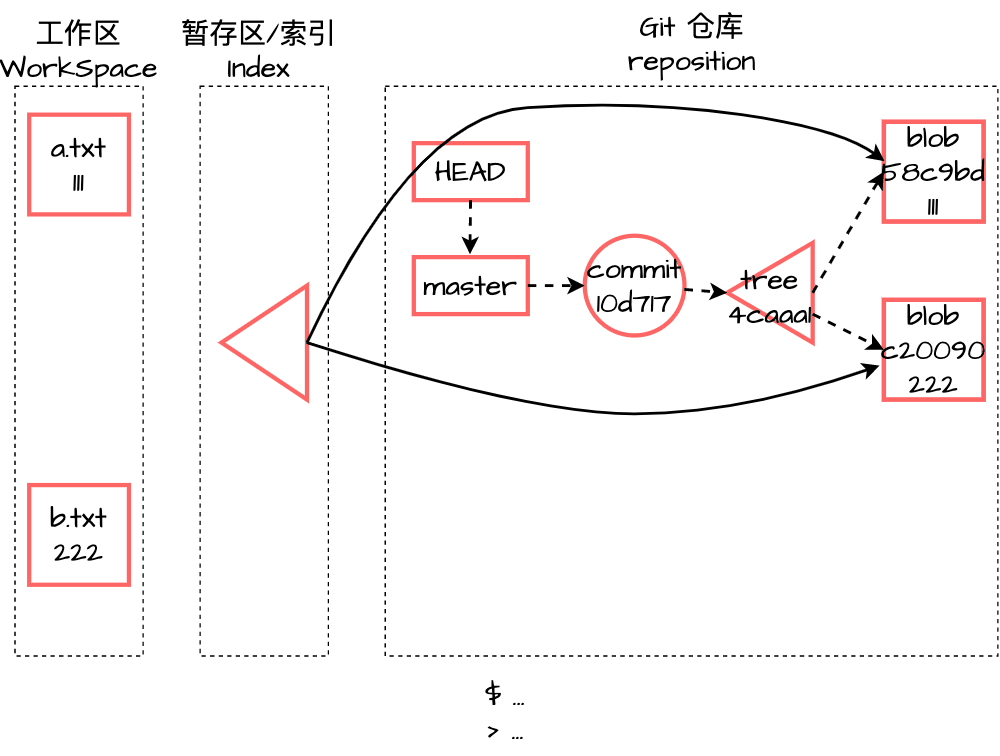 工作区
WorkSpace
暂存区/索引
Index
Git 仓库
reposition
a.txt
111
b.txt
222
HEAD
master
commit
10d717
tree
4caaa1
blob
58c9bd
111
blob
c20090
222
$ ...
> ...